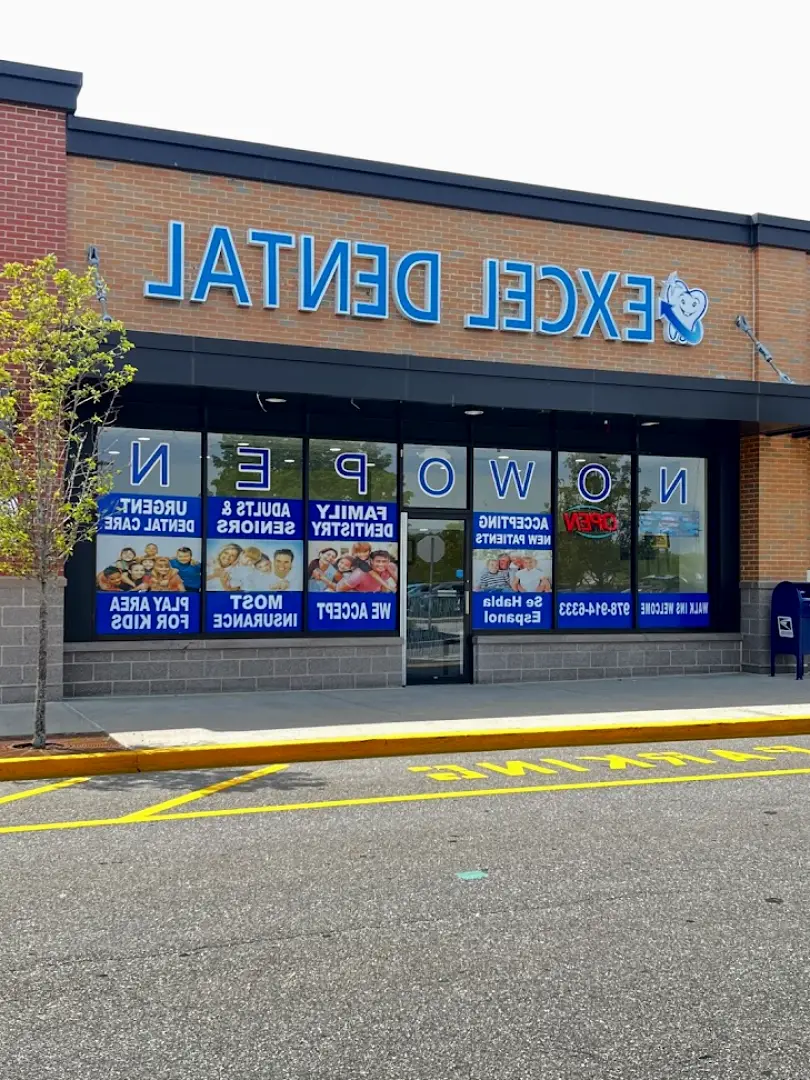 EXCEL DENTAL
NOW OPEN
WALK INS WELCOME
OPEN
978-914-6333
ACCEPTING
NEW PATIENTS
Se Habla
Espanol
FAMILY
DENTISTRY
WE ACCEPT
ADULTS &
SENIORS
MOST
INSURANCE
URGENT
DENTAL CARE
PLAY AREA
FOR KIDS
PARKING